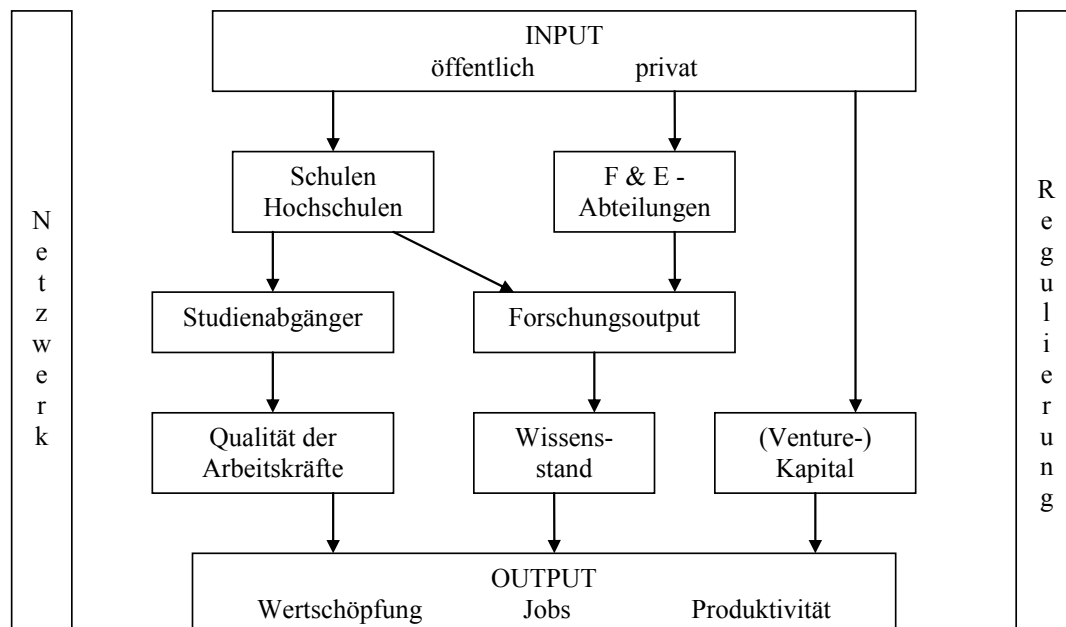 Netzwerk
INPUT
öffentlich privat
Schulen
Hochschulen
F & E -
Abteilungen
Studienabgänger
Forschungsoutput
Qualität der
Arbeitskräfte
Wissens-
stand
(Venture-)
Kapital
OUTPUT
Wertschöpfung Jobs Produktivität
Regulierung